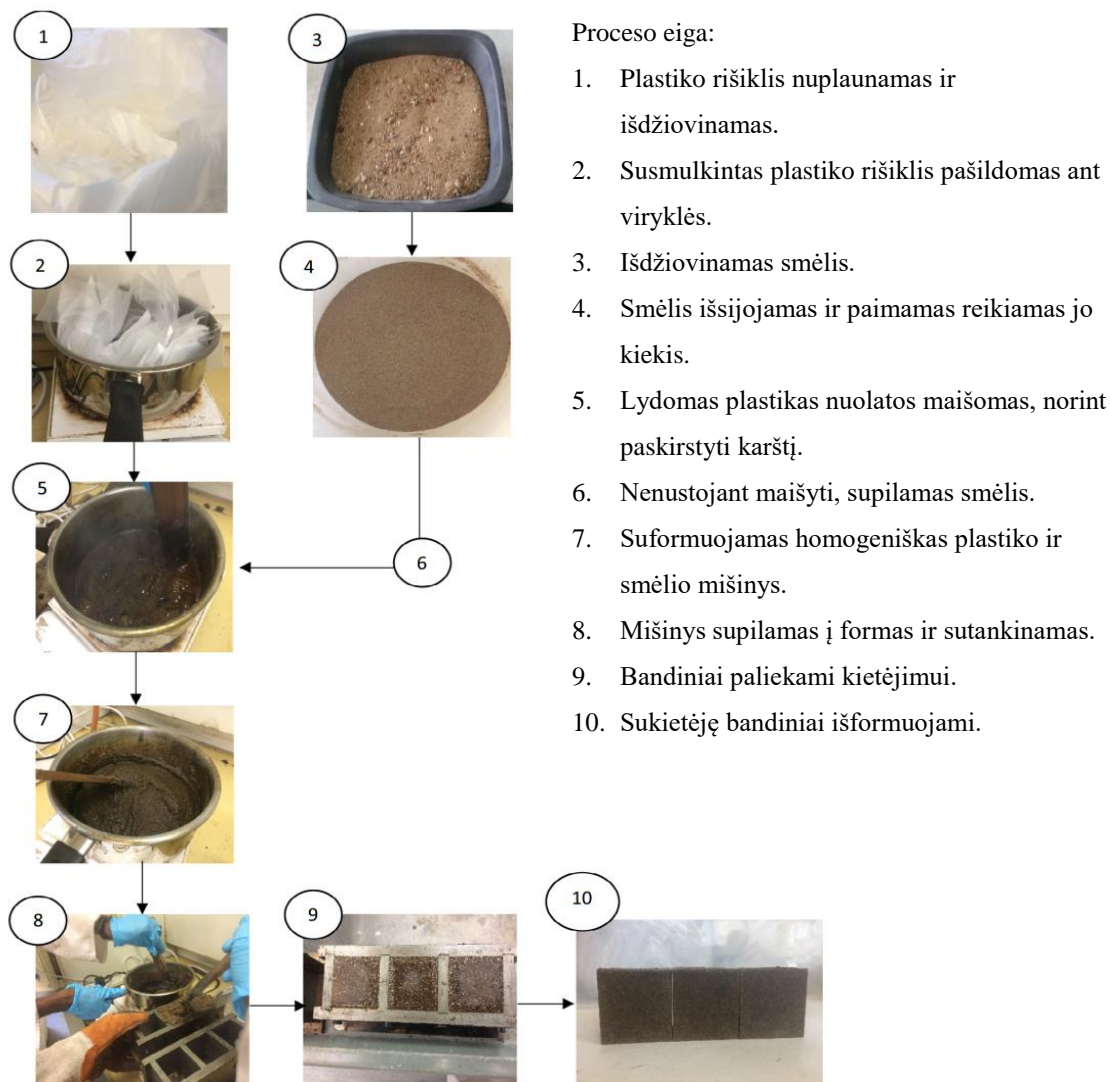 1
3
2
4
5
6
7
8
9
10
Proceso eiga:
1. Plastiko rišiklis nuplaunamas ir
išdžiovinamas.
2. Susmulkintas plastiko rišiklis pašildomas ant
viryklės.
3. Išdžiovinamas smėlis.
4. Smėlis išsijojamas ir paimamas reikiamas jo
kiekis.
5. Lydomas plastikas nuolatos maišomas, norint
paskirstyti karštį.
6. Nenustojant maišyti, supilamas smėlis.
7. Suformuojamas homogeniškas plastiko ir
smėlio mišinys.
8. Mišinys supilamas į formas ir sutankinamas.
9. Bandiniai paliekami kietėjimui.
10. Sukietėję bandiniai išformuojami.